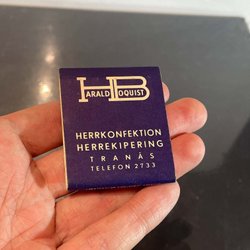 HARALD
BOQUIST
HERRKONFEKTION
HERREKIPERING
TRANÅS
TELEFON 2733